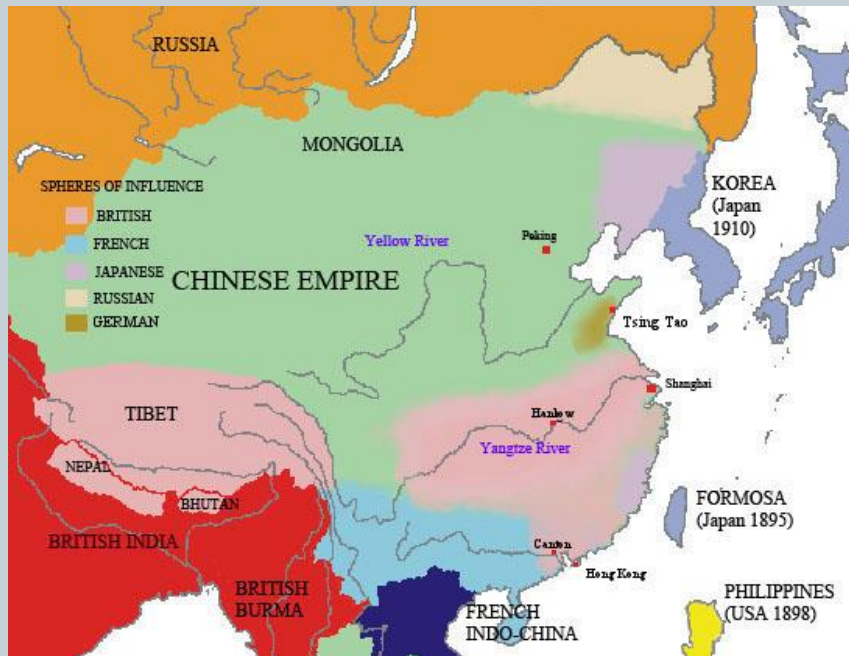 RUSSIA
MONGOLIA
SPHERES OF INFLUENCE
BRITISH
FRENCH
JAPANESE
RUSSIAN
GERMAN
KOREA
(Japan
1910)
Yellow River
Peking
CHINESE EMPIRE
Tsing Tao
Shanghai
TIBET
Hankow
Yangtze River
NEPAL
BHUTAN
FORMOSA
(Japan 1895)
BRITISH INDIA
Canton
Hong Kong
BRITISH
BURMA
FRENCH
INDO-CHINA
PHILIPPINES
(USA 1898)